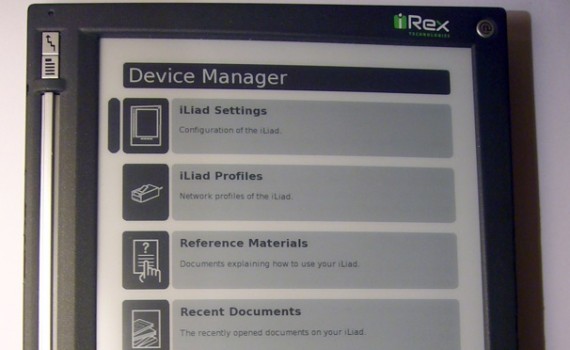 iRex
TECHNOLOGIES
Device Manager
iLiad Settings
Configuration of the iLiad.
iLiad Profiles
Network profiles of the iLiad.
?
Reference Materials
Documents explaining how to use your iLiad.
Recent Documents
The recently opened documents on your iLiad.